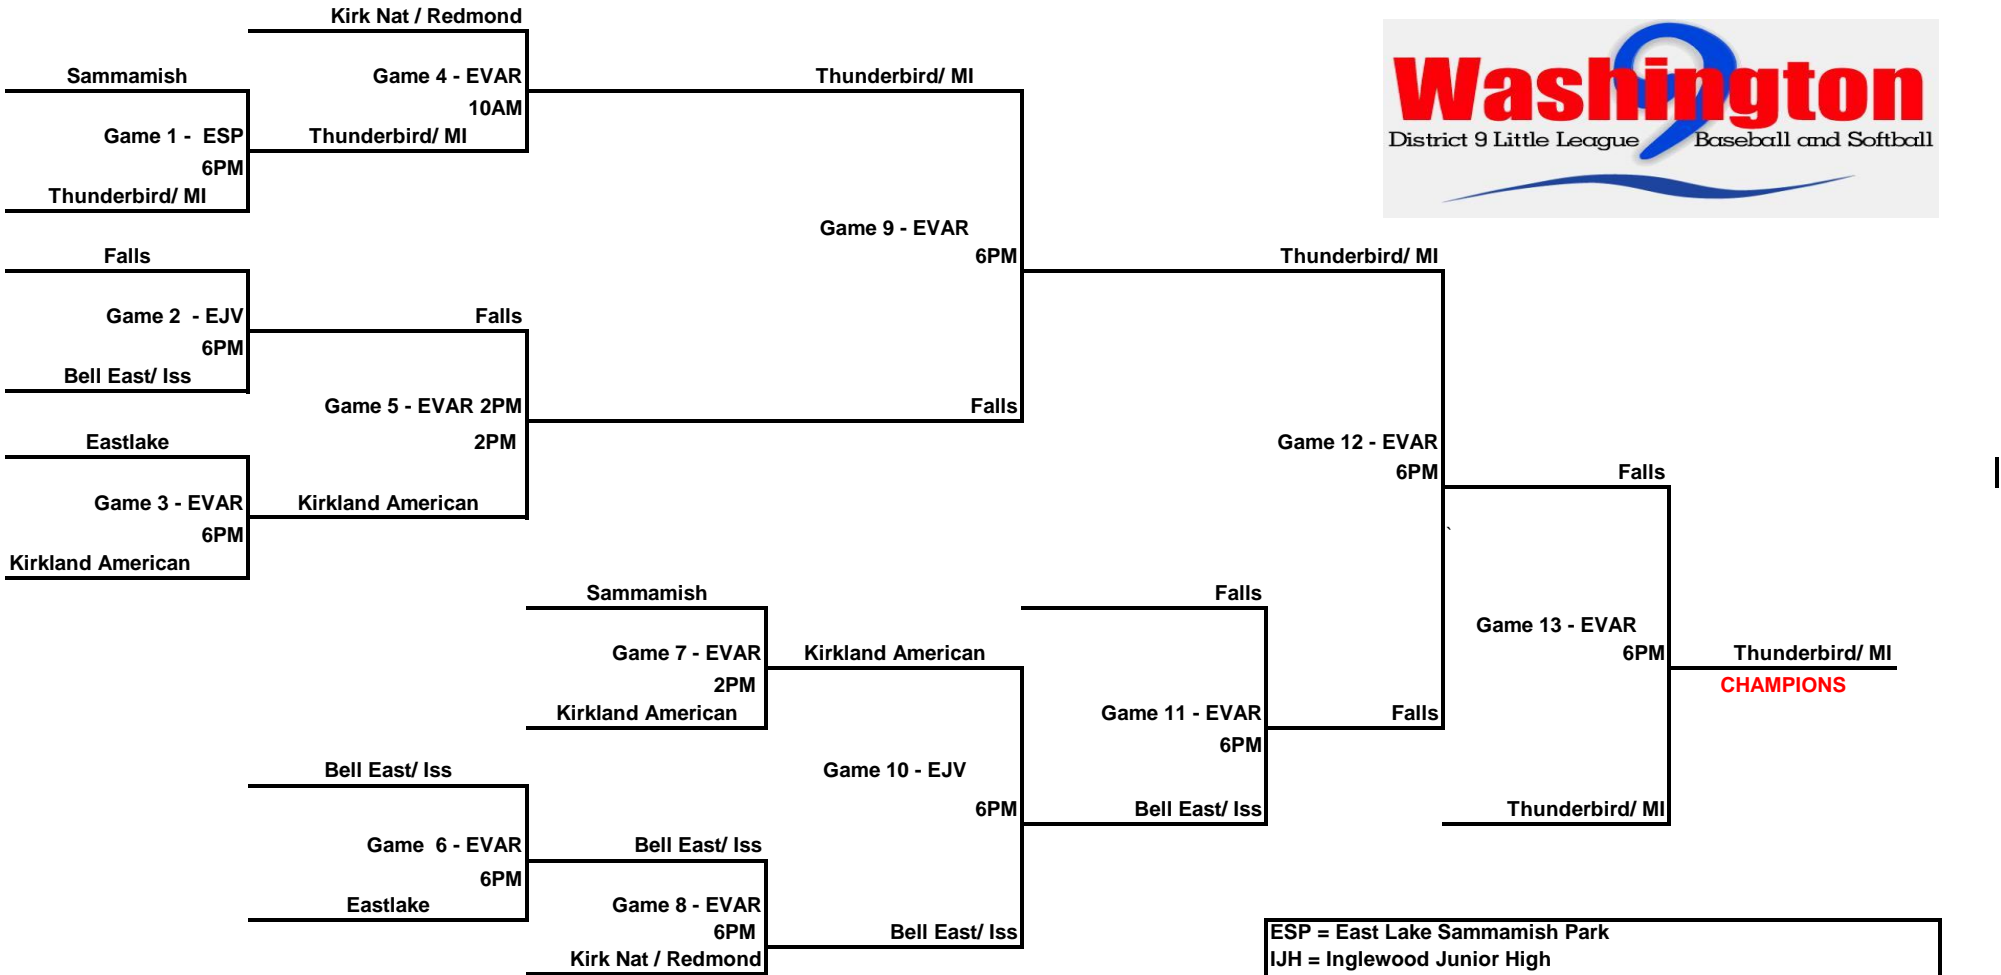 Kirk Nat / Redmond
Sammamish
Game 4 - EVAR
10AM
Thunderbird/ MI
Game 1 - ESP
6PM
Thunderbird/ MI
Thunderbird/ MI
Washington
9
District 9 Little League
Baseball and Softball
Falls
Game 9 - EVAR
6PM
Thunderbird/ MI
Game 2 - EJV
6PM
Falls
Bell East/ Iss
Game 5 - EVAR 2PM
2PM
Falls
Eastlake
Game 3 - EVAR
6PM
Kirkland American
Kirkland American
Game 12 - EVAR
6PM
Falls
`
Sammamish
Game 7 - EVAR
2PM
Kirkland American
Kirkland American
Falls
Game 11 - EVAR
6PM
Falls
Game 13 - EVAR
6PM
Thunderbird/ MI
CHAMPIONS
Bell East/ Iss
Game 10 - EJV
6PM
Bell East/ Iss
Thunderbird/ MI
Game 6 - EVAR
6PM
Bell East/ Iss
Eastlake
Game 8 - EVAR
6PM
Bell East/ Iss
Kirk Nat / Redmond
ESP = East Lake Sammamish Park
IJH = Inglewood Junior High